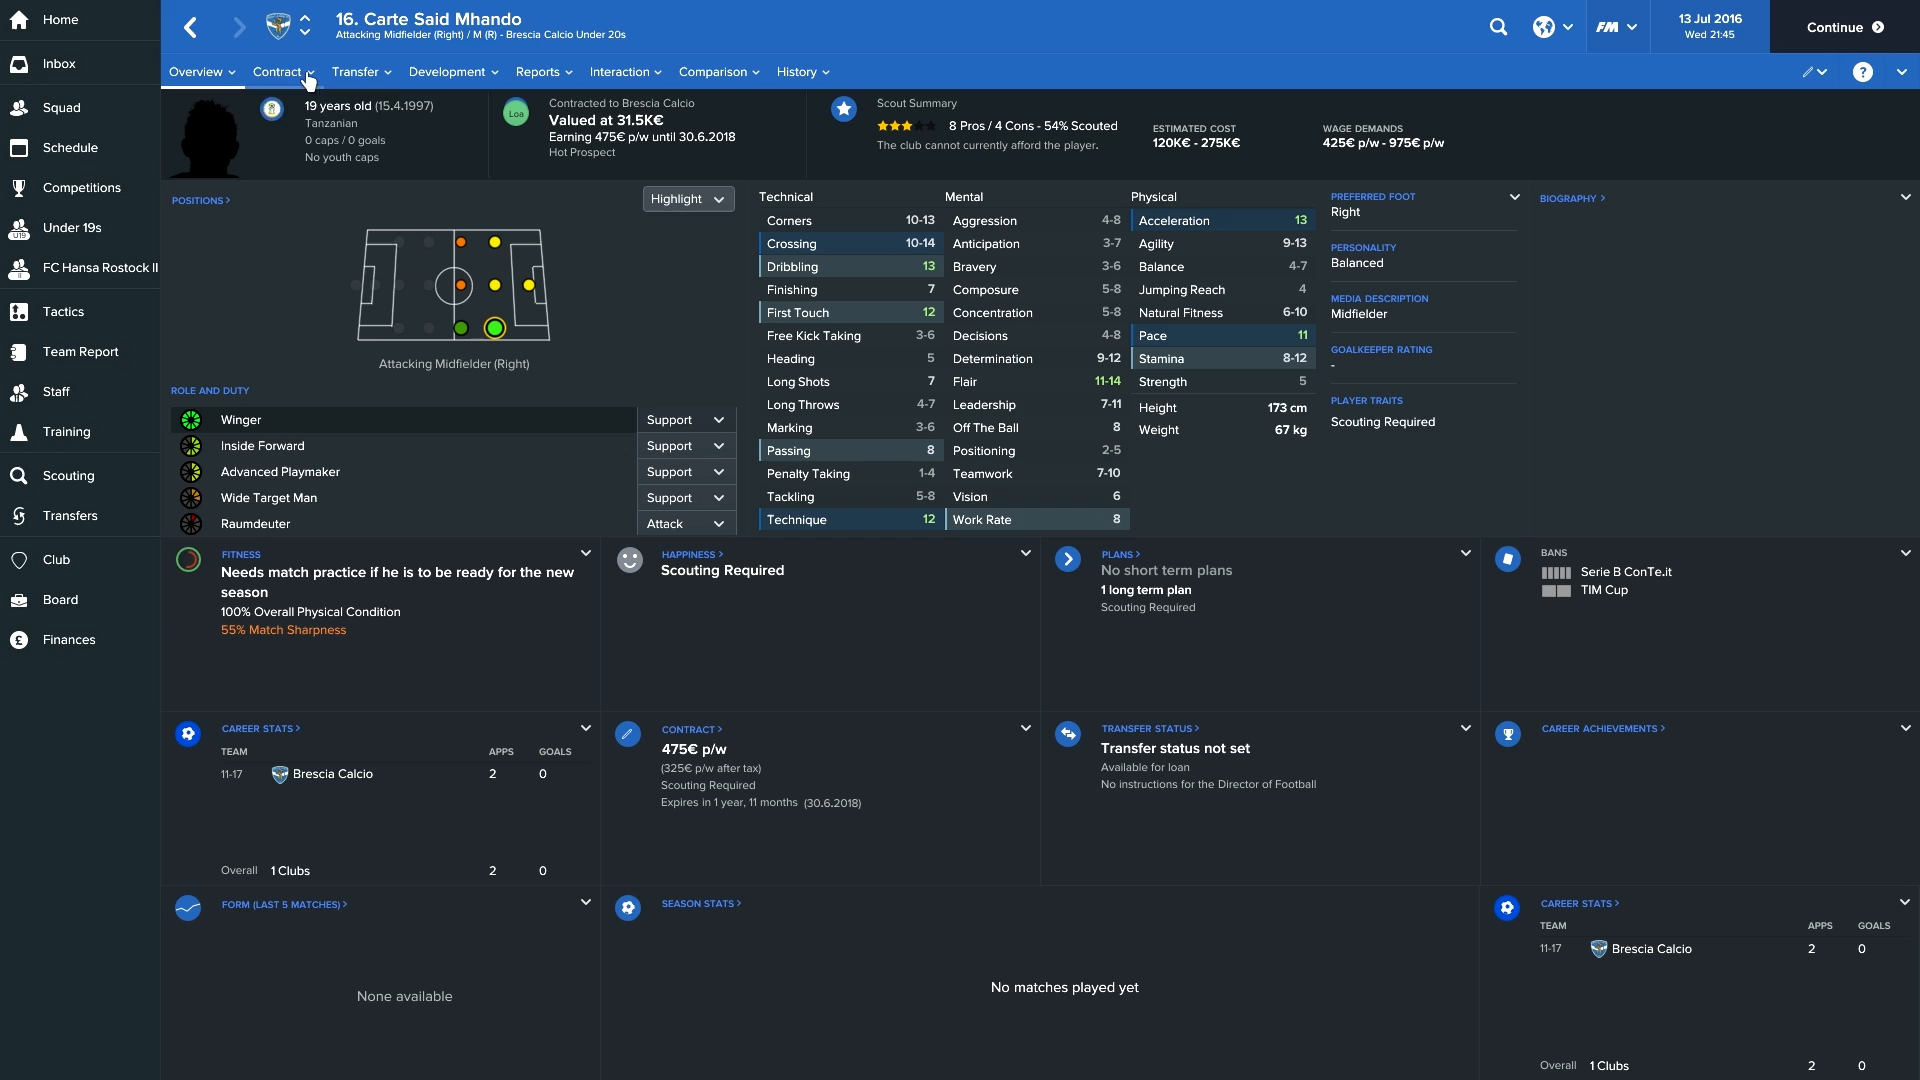 Home
Inbox
Squad
Schedule
Competitions
Under 19s
U19
FC Hansa Rostock II
II
Tactics
Team Report
Staff
Training
Scouting
Transfers
Club
Board
Finances
16. Carte Said Mhando
Attacking Midfielder (Right) / M (R) - Brescia Calcio Under 20s
FM
13 Jul 2016
Wed 21:45
Continue
Overview Contract Transfer Development Reports Interaction Comparison History
?
19 years old (15.4.1997)
Tanzanian
0 caps / 0 goals
No youth caps
Loa
Contracted to Brescia Calcio
Valued at 31.5K€
Earning 475€ p/w until 30.6.2018
Hot Prospect
Scout Summary
8 Pros / 4 Cons - 54% Scouted
The club cannot currently afford the player.
ESTIMATED COST
120K€ - 275K€
WAGE DEMANDS
425€ p/w - 975€ p/w
POSITIONS >
Highlight
Attacking Midfielder (Right)
ROLE AND DUTY
Winger Support
Inside Forward Support
Advanced Playmaker Support
Wide Target Man Support
Raumdeuter Attack
Technical
Corners 10-13
Crossing 10-14
Dribbling 13
Finishing 7
First Touch 12
Free Kick Taking 3-6
Heading 5
Long Shots 7
Long Throws 4-7
Marking 3-6
Passing 8
Penalty Taking 1-4
Tackling 5-8
Technique 12
Mental
Aggression 4-8
Anticipation 3-7
Bravery 3-6
Composure 5-8
Concentration 5-8
Decisions 4-8
Determination 9-12
Flair 11-14
Leadership 7-11
Off The Ball 8
Positioning 2-5
Teamwork 7-10
Vision 6
Work Rate 8
Physical
Acceleration 13
Agility 9-13
Balance 4-7
Jumping Reach 4
Natural Fitness 6-10
Pace 11
Stamina 8-12
Strength 5
Height 173 cm
Weight 67 kg
PREFERRED FOOT
Right
PERSONALITY
Balanced
MEDIA DESCRIPTION
Midfielder
GOALKEEPER RATING
-
PLAYER TRAITS
Scouting Required
BIOGRAPHY >
FITNESS
Needs match practice if he is to be ready for the new
season
100% Overall Physical Condition
55% Match Sharpness
HAPPINESS >
Scouting Required
PLANS >
No short term plans
1 long term plan
Scouting Required
BANS
Serie B ConTe.it
TIM Cup
CAREER STATS >
TEAM APPS GOALS
11-17 Brescia Calcio 2 0
Overall 1 Clubs 2 0
CONTRACT >
475€ p/w
(325€ p/w after tax)
Scouting Required
Expires in 1 year, 11 months (30.6.2018)
TRANSFER STATUS >
Transfer status not set
Available for loan
No instructions for the Director of Football
CAREER ACHIEVEMENTS >
FORM (LAST 5 MATCHES) >
None available
SEASON STATS >
No matches played yet
CAREER STATS >
TEAM APPS GOALS
11-17 Brescia Calcio 2 0
Overall 1 Clubs 2 0